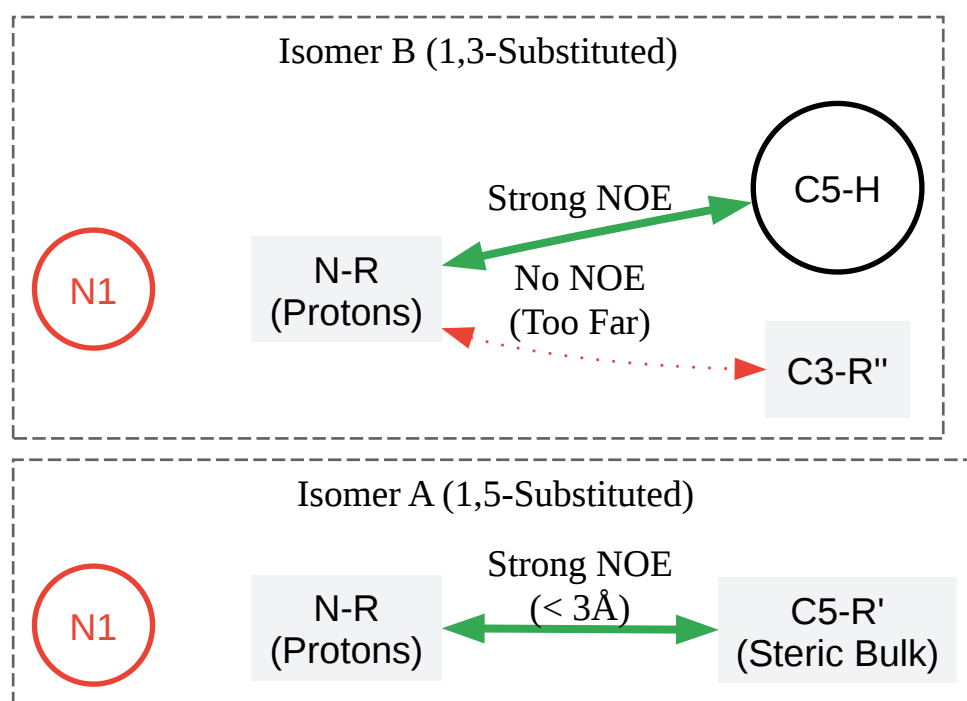 Isomer B (1,3-Substituted)
C5-H
Strong NOE
N1
N-R
(Protons)
No NOE
(Too Far)
C3-R"
Isomer A (1,5-Substituted)
N1
N-R
(Protons)
Strong NOE
(< 3Å)
C5-R'
(Steric Bulk)